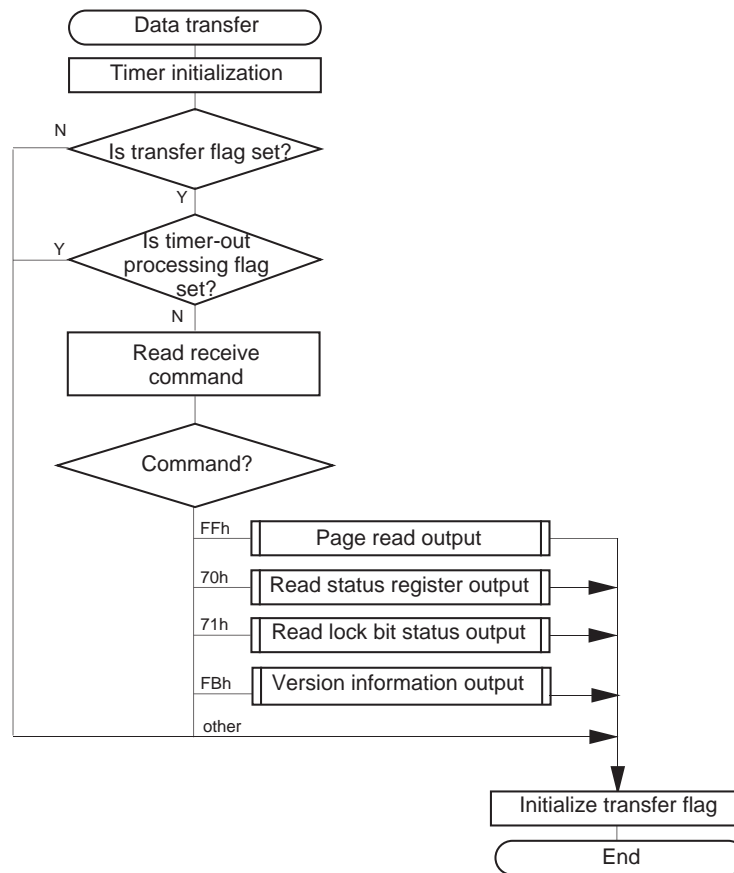 Data transfer
Timer initialization
N
Is transfer flag set?
Y
Y
Is timer-out
processing flag
set?
N
Read receive
command
Command?
FFh
Page read output
70h
Read status register output
71h
Read lock bit status output
FBh
Version information output
other
Initialize transfer flag
End